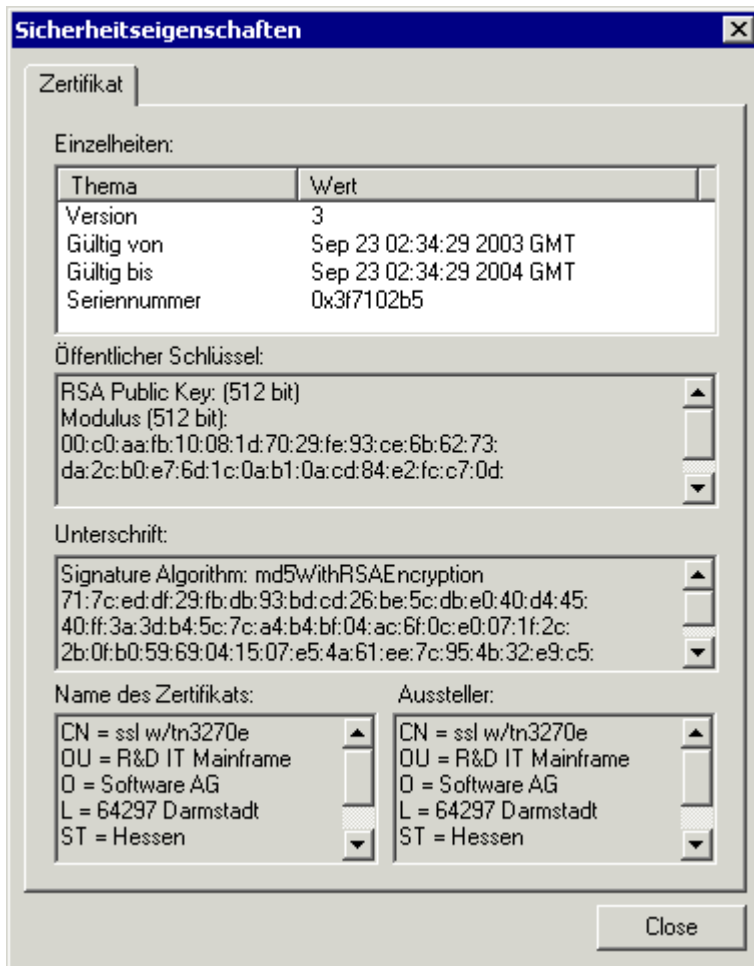 Sicherheitseigenschaften
Zertifikat
Einzelheiten:
Thema Wert
Version 3
Gültig von Sep 23 02:34:29 2003 GMT
Gültig bis Sep 23 02:34:29 2004 GMT
Seriennummer 0x3f7102b5
Öffentlicher Schlüssel:
RSA Public Key: (512 bit)
Modulus (512 bit):
00:c0:aa:fb:10:08:1d:70:29:fe:93:ce:6b:62:73:
da:2c:b0:e7:6d:1c:0a:b1:0a:cd:84:e2:fc:c7:0d:
Unterschrift:
Signature Algorithm: md5WithRSAEncryption
71:7c:ed:df:29:fb:db:93:bd:cd:26:be:5c:db:e0:40:d4:45:
40:ff:3a:3d:b4:5c:7c:a4:b4:bf:04:ac:6f:0c:e0:07:1f:2c:
2b:0f:b0:59:69:04:15:07:e5:4a:61:ee:7c:95:4b:32:e9:c5:
Name des Zertifikats:
CN = ssl w/tn3270e
OU = R&D IT Mainframe
O = Software AG
L = 64297 Darmstadt
ST = Hessen
Aussteller:
CN = ssl w/tn3270e
OU = R&D IT Mainframe
O = Software AG
L = 64297 Darmstadt
ST = Hessen
Close